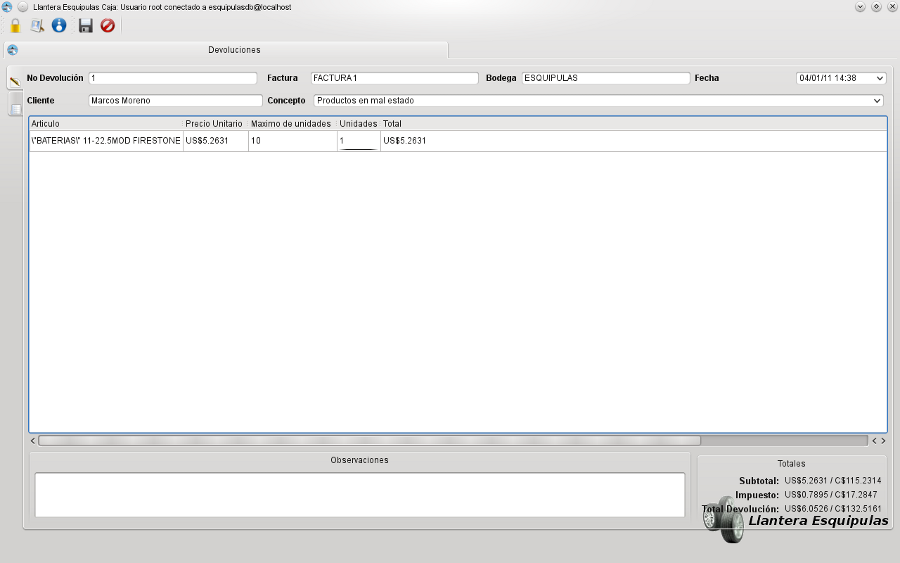 Llantera Esquipulas Caja: Usuario root conectado a esquipulasdb@localhost
Devoluciones
No Devolución 1 Factura FACTURA1 Bodega ESQUIPULAS Fecha 04/01/11 14:38
Cliente Marcos Moreno Concepto Productos en mal estado
Articulo Precio Unitario Maximo de unidades Unidades Total
\"BATERIAS\" 11-22.5MOD FIRESTONE US$5.2631 10 1 US$5.2631
Observaciones
Totales
Subtotal: US$5.2631 / C$115.2314
Impuesto: US$0.7895 / C$17.2847
Total Devolución: US$6.0526 / C$132.5161
Llantera Esquipulas